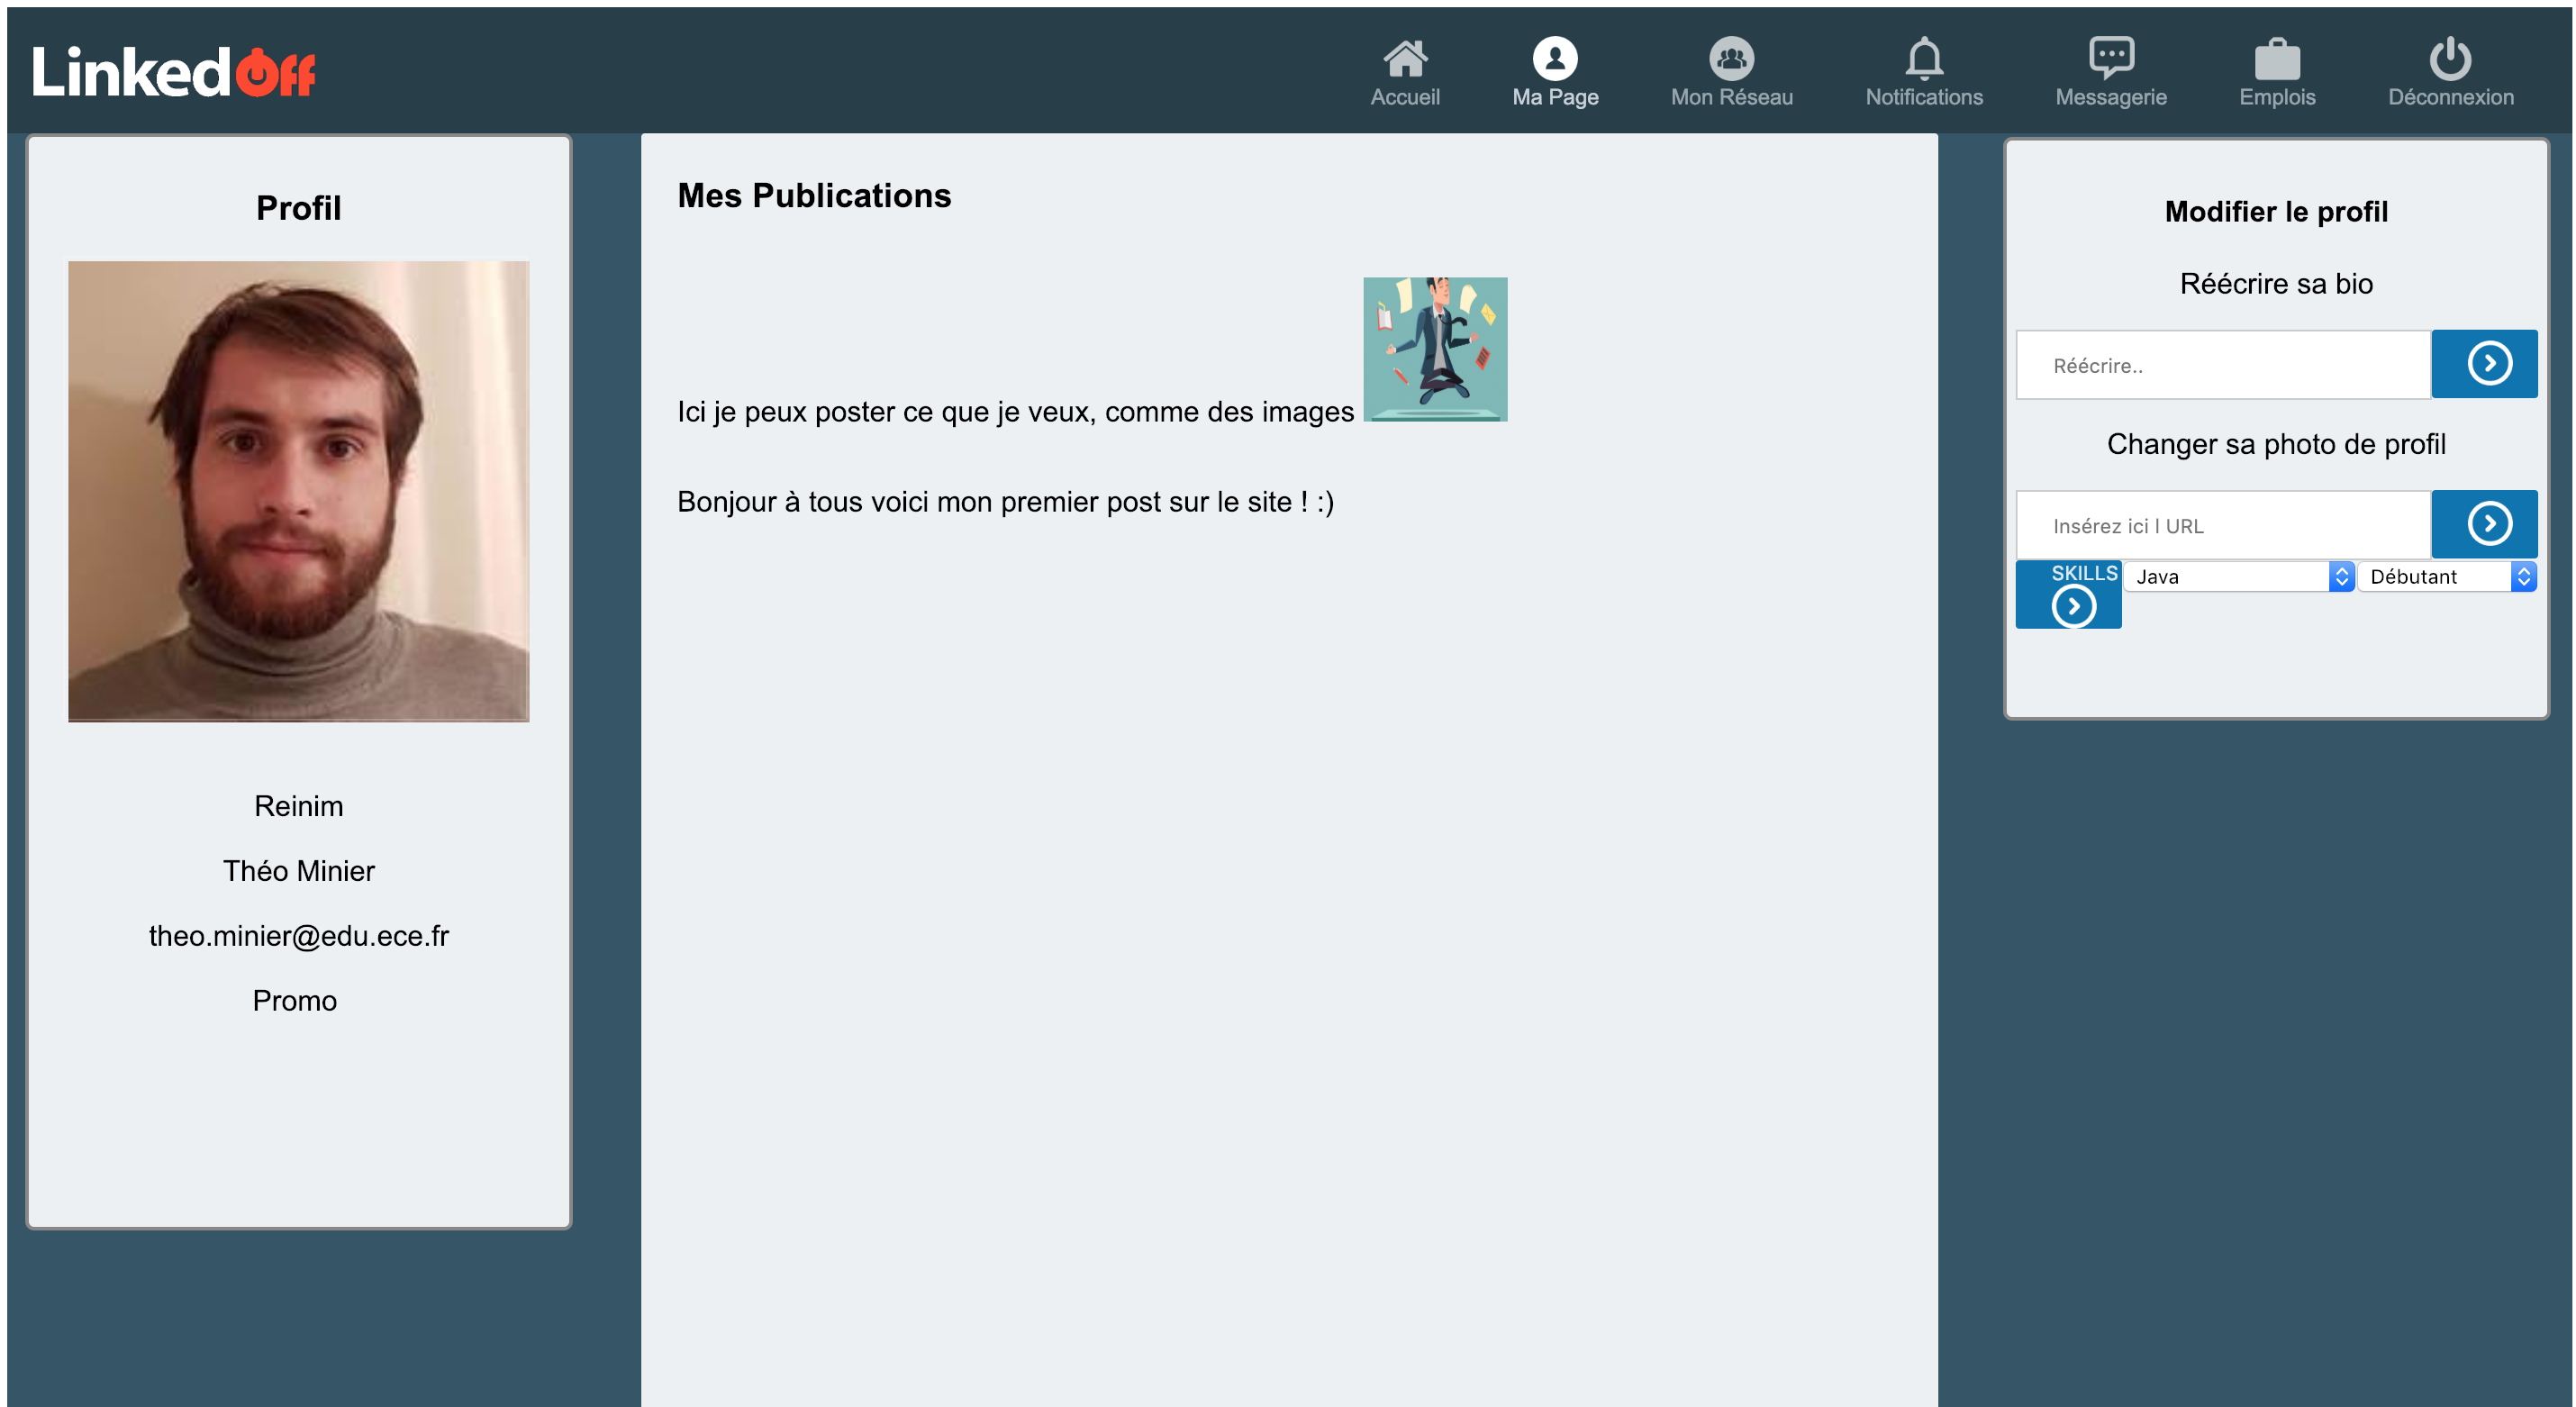 LinkedOff
Accueil
Ma Page
Mon Réseau
Notifications
Messagerie
Emplois
Déconnexion
Profil
Reinim
Théo Minier
theo.minier@edu.ece.fr
Promo
Mes Publications
Ici je peux poster ce que je veux, comme des images
Bonjour à tous voici mon premier post sur le site ! :)
Modifier le profil
Réécrire sa bio
Réécrire..
Changer sa photo de profil
Insérez ici l URL
SKILLS Java Débutant